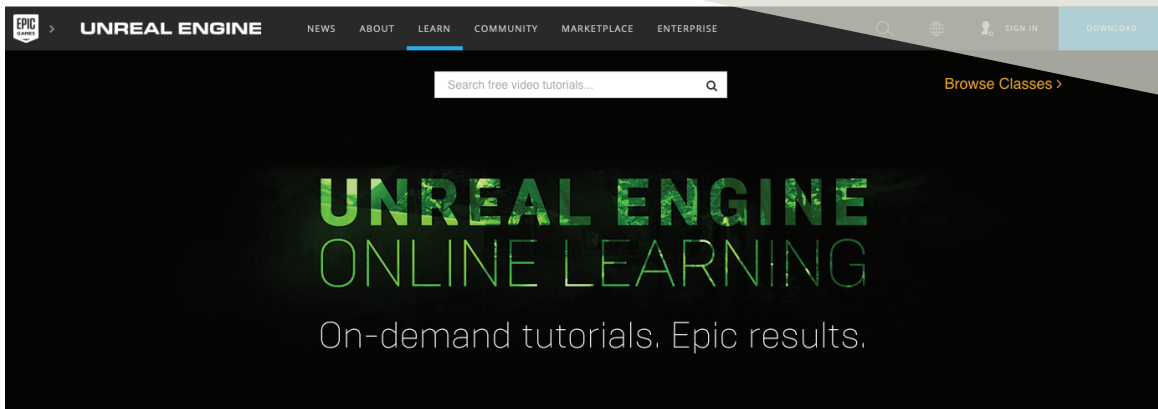 EPIC GAMES > UNREAL ENGINE NEWS ABOUT LEARN COMMUNITY MARKETPLACE ENTERPRISE SIGN IN DOWNLOAD
Search free video tutorials... Browse Classes >
UNREAL ENGINE
ONLINE LEARNING
On-demand tutorials. Epic results.